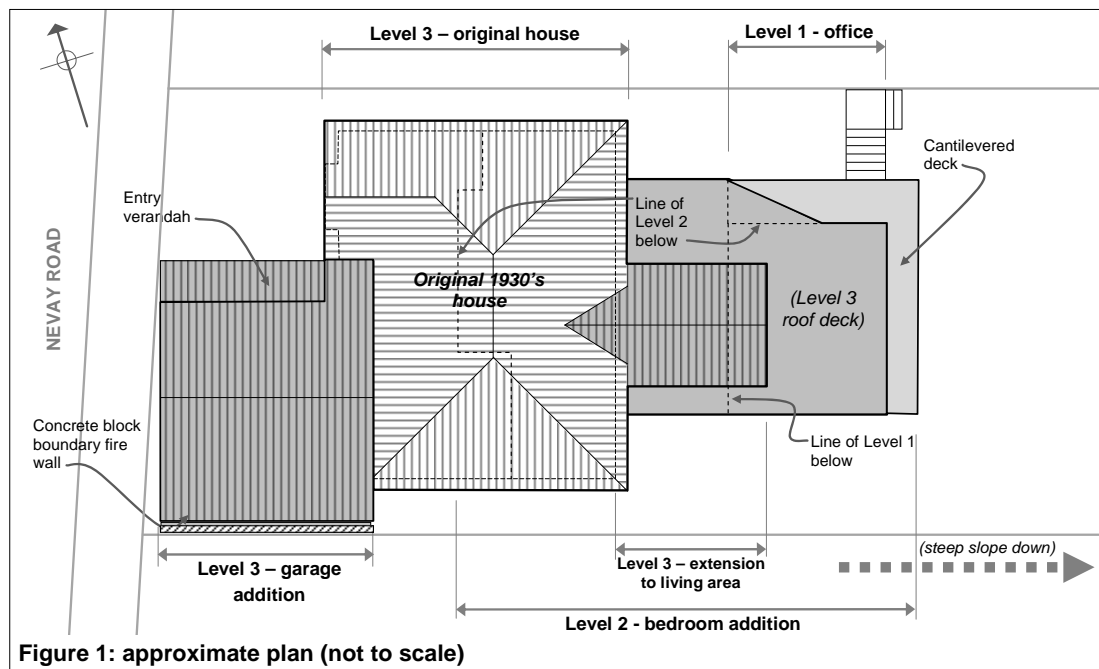 Level 3 – original house
Level 1 - office
Cantilevered
deck
Entry
verandah
Line of
Level 2
below
NEVAY ROAD
Original 1930's
house
(Level 3
roof deck)
Concrete block
boundary fire
wall
Line of Level 1
below
Level 3 – garage
addition
Level 3 – extension
to living area
(steep slope down)
Level 2 - bedroom addition
Figure 1: approximate plan (not to scale)